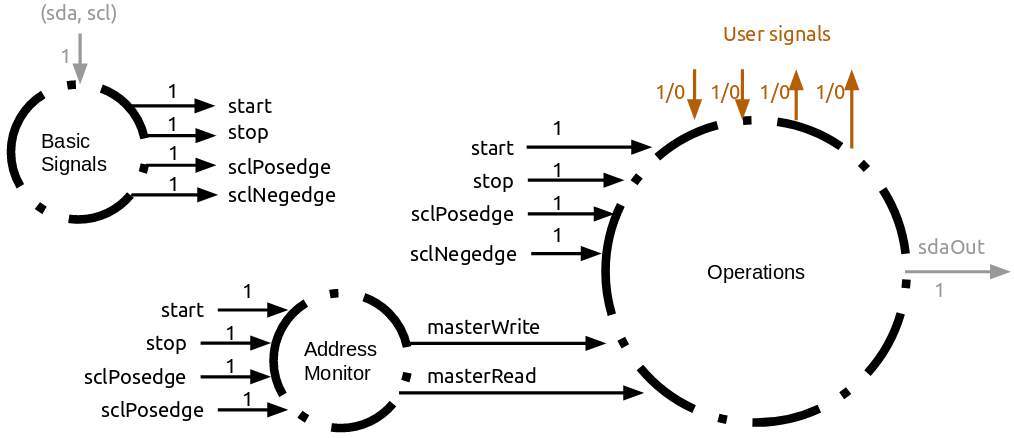 (sda, scl)
1
Basic
Signals
1
start
1
stop
1
sclPosedge
1
sclNegedge
User signals
1/0
1/0
1/0
1/0
start
1
stop
1
sclPosedge
1
sclNegedge
1
Operations
sdaOut
1
start
1
stop
1
sclPosedge
1
sclPosedge
1
Address
Monitor
masterWrite
masterRead